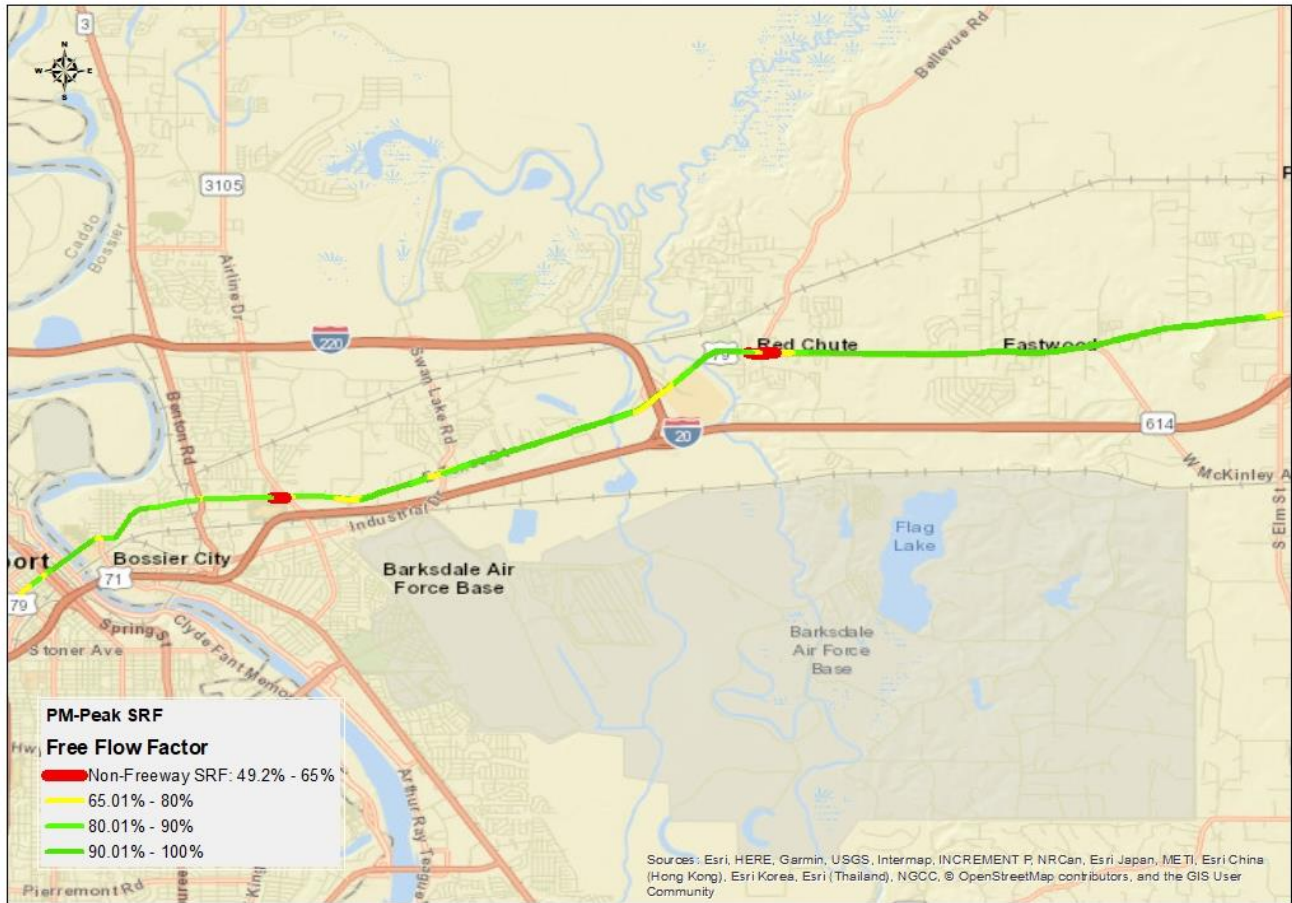 3
N
W E
S
Bellevue Rd
3105
Caddo
Bossier
Airline Dr
220
Swan Lake Rd
Benton Rd
79
Red Chute
Eastwood
20
614
W McKinley A
S Elm St
Industrial Dr
Flag
Lake
port
Bossier City
71
79
Barksdale Air
Force Base
Barksdale
Air Force
Base
Spring St
Stoner Ave
Clyde Fant Memor
PM-Peak SRF
Free Flow Factor
Non-Freeway SRF: 49.2% - 65%
65.01% - 80%
80.01% - 90%
90.01% - 100%
Hwy
King
Arthur Ray Teague
Pierremont Rd
Sources: Esri, HERE, Garmin, USGS, Intermap, INCREMENT P, NRCan, Esri Japan, METI, Esri China
(Hong Kong), Esri Korea, Esri (Thailand), NGCC, © OpenStreetMap contributors, and the GIS User
Community